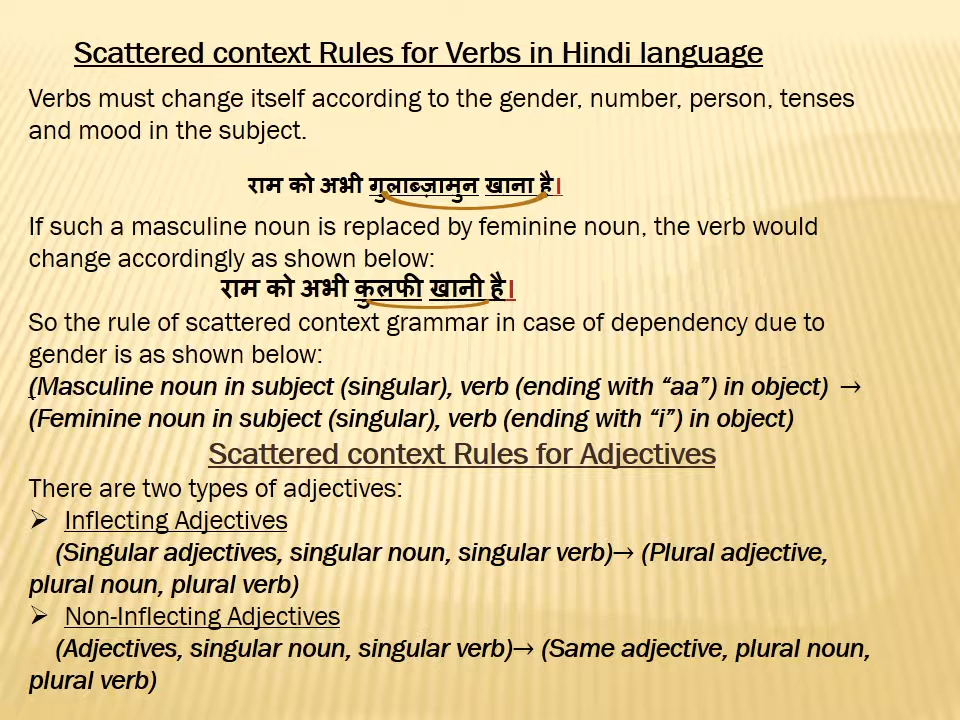 Scattered context Rules for Verbs in Hindi language
Verbs must change itself according to the gender, number, person, tenses
and mood in the subject.
राम को अभी गुलाब्ज़ामुन खाना है।
If such a masculine noun is replaced by feminine noun, the verb would
change accordingly as shown below:
राम को अभी कुलफी खानी है।
So the rule of scattered context grammar in case of dependency due to
gender is as shown below:
(Masculine noun in subject (singular), verb (ending with “aa”) in object) →
(Feminine noun in subject (singular), verb (ending with “i”) in object)
Scattered context Rules for Adjectives
There are two types of adjectives:
➢ Inflecting Adjectives
(Singular adjectives, singular noun, singular verb)→ (Plural adjective,
plural noun, plural verb)
➢ Non-Inflecting Adjectives
(Adjectives, singular noun, singular verb)→ (Same adjective, plural noun,
plural verb)